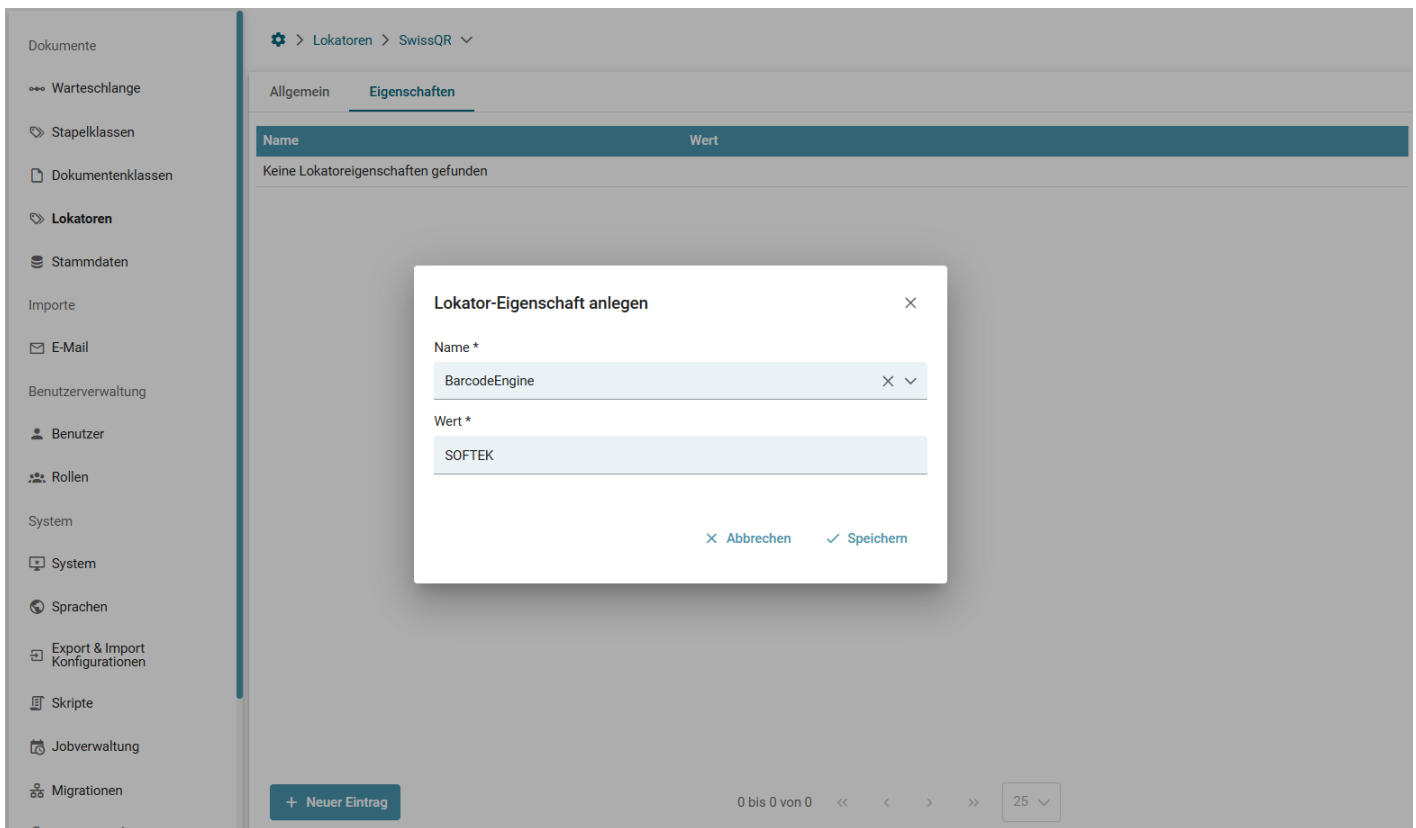 Dokumente
Warteschlange
Stapelklassen
Dokumentenklassen
Lokatoren
Stammdaten
Importe
E-Mail
Benutzerverwaltung
Benutzer
Rollen
System
System
Sprachen
Export & Import
Konfigurationen
Skripte
Jobverwaltung
Migrationen
Lokatoren
SwissQR
Allgemein Eigenschaften
Name Wert
Keine Lokatoreigenschaften gefunden
Lokator-Eigenschaft anlegen
Name *
BarcodeEngine
Wert *
SOFTEK
Abbrechen Speichern
+ Neuer Eintrag
0 bis 0 von 0 << < > >> 25